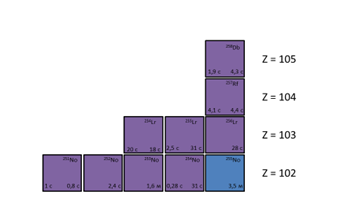 ²⁵⁸Db
1,9 с 4,3 с
Z = 105
²⁵⁷Rf
4,1 с 4,4 с
Z = 104
²⁵⁴Lr ²⁵⁵Lr ²⁵⁶Lr
20 с 18 с 2,5 с 31 с 28 с
Z = 103
²⁵¹No ²⁵²No ²⁵³No ²⁵⁴No ²⁵⁵No
1 с 0,8 с 2,4 с 1,6 м 0,28 с 31 с 3,5 м
Z = 102